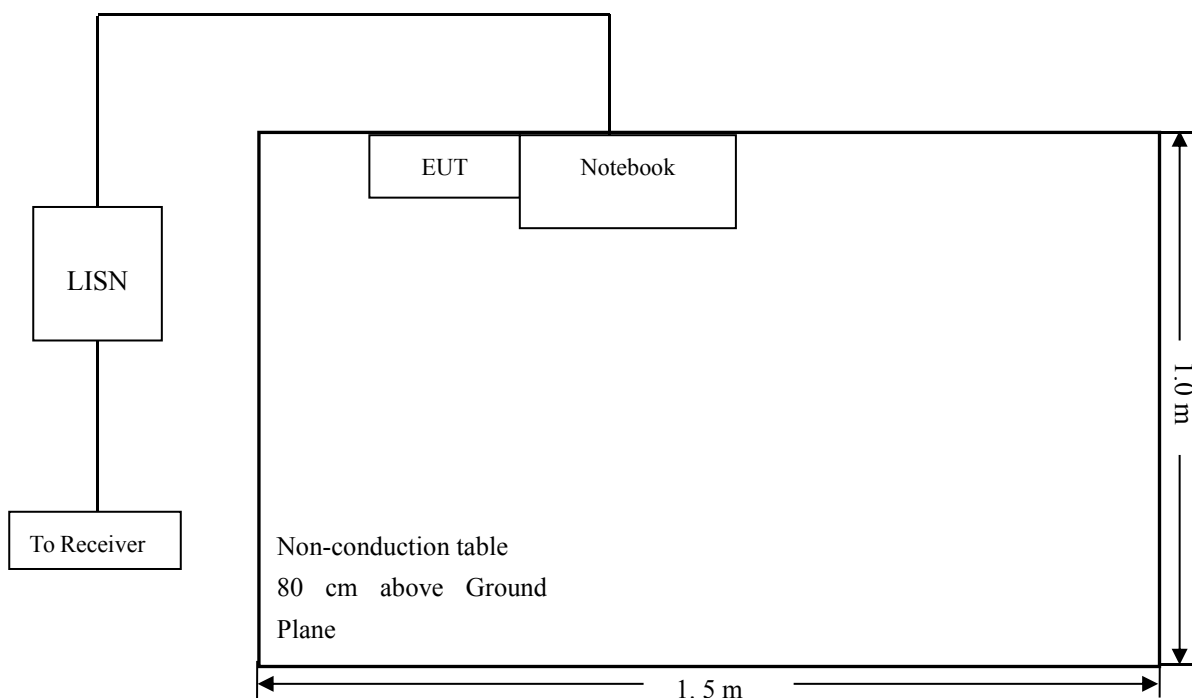 EUT
Notebook
LISN
To Receiver
Non-conduction table
80 cm above Ground
Plane
1.0 m
1. 5 m